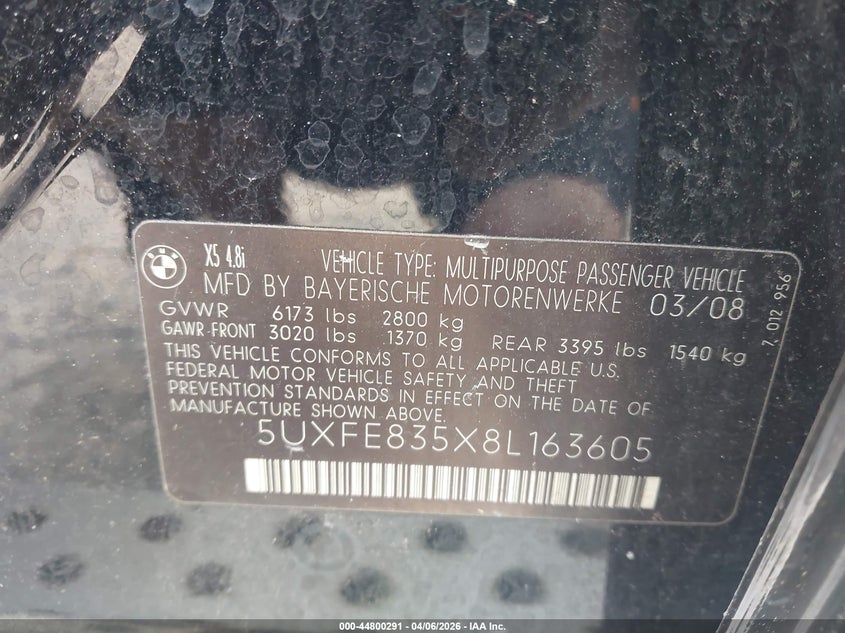 BMW
X5 4.8i
VEHICLE TYPE: MULTIPURPOSE PASSENGER VEHICLE
MFD BY BAYERISCHE MOTORENWERKE 03/08
GVWR 6173 lbs 2800 kg
GAWR-FRONT 3020 lbs 1370 kg REAR 3395 lbs 1540 kg
THIS VEHICLE CONFORMS TO ALL APPLICABLE U.S.
FEDERAL MOTOR VEHICLE SAFETY AND THEFT
PREVENTION STANDARDS IN EFFECT ON THE DATE OF
MANUFACTURE SHOWN ABOVE.
5UXFE835X8L163605
7 012 956
000-44800291 - 04/06/2026 - IAA Inc.